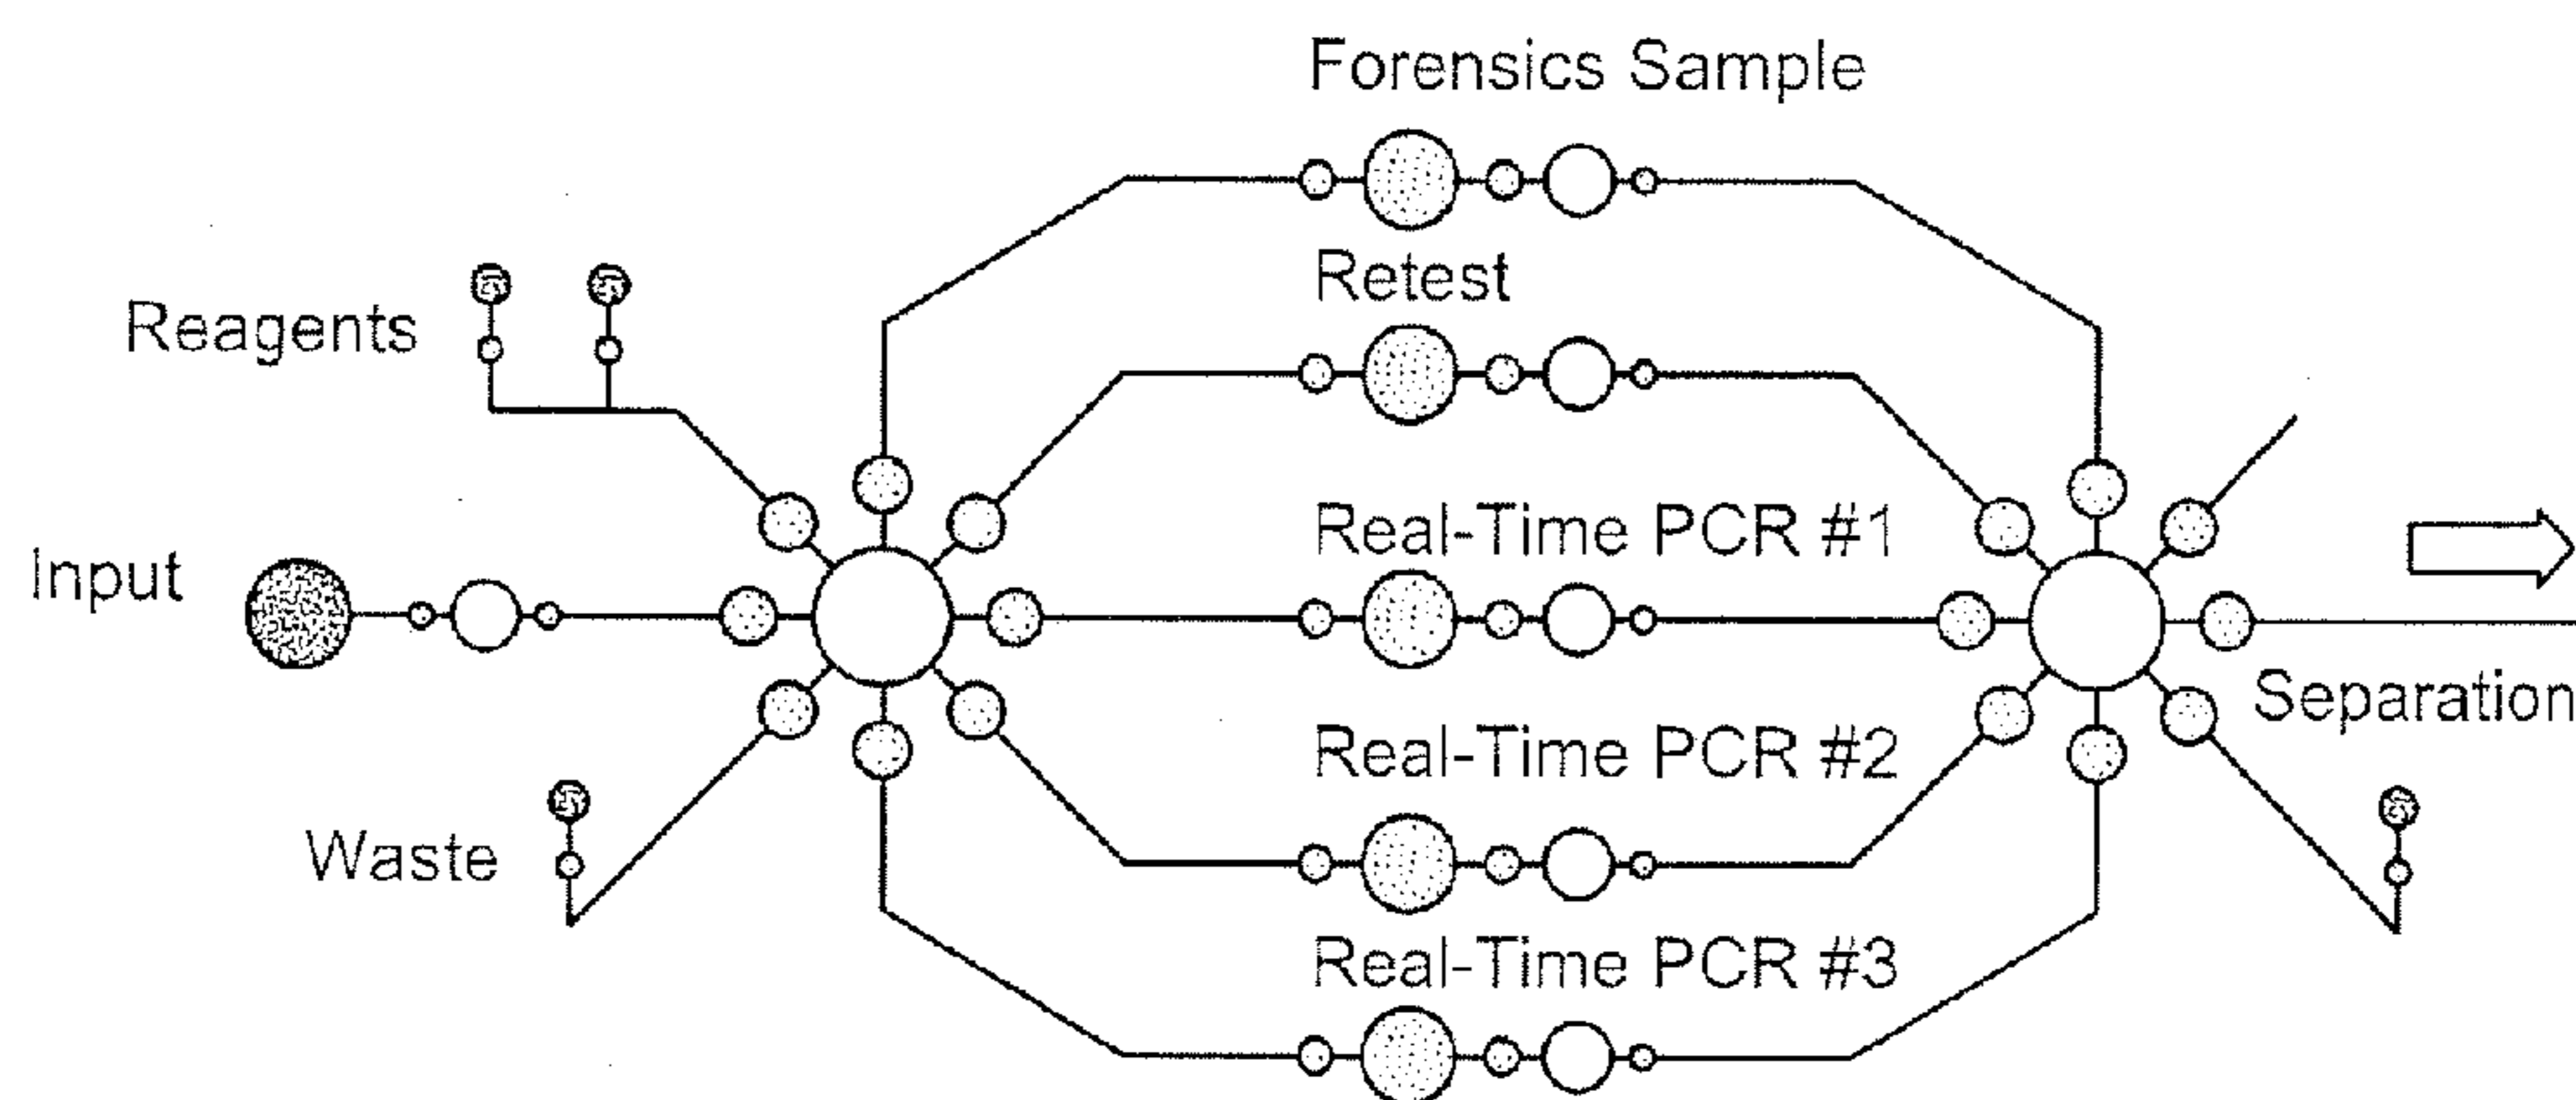 Forensics Sample
Retest
Reagents
Real-Time PCR #1
Input
Separation
Real-Time PCR #2
Waste
Real-Time PCR #3